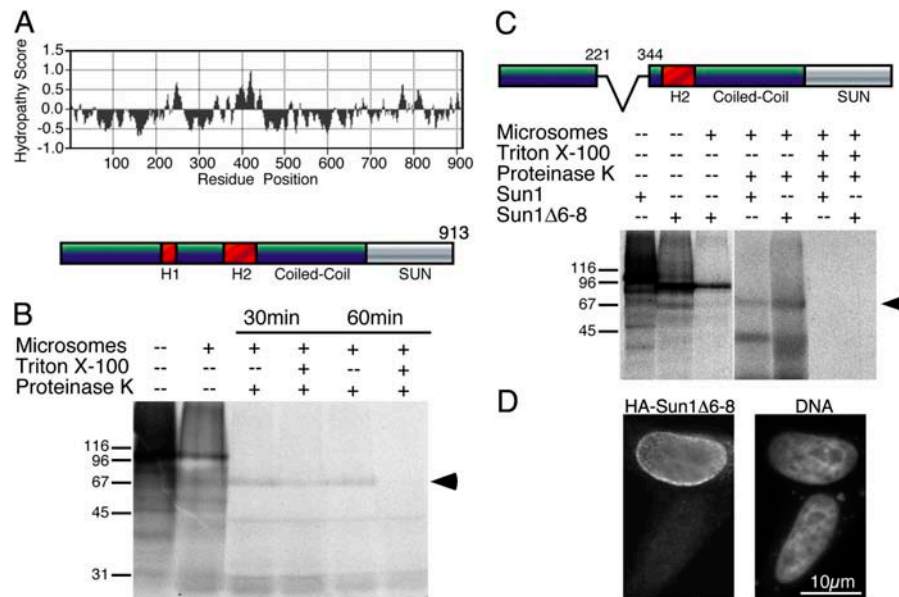 A
Hydropathy Score
1.5
1.0
0.5
0.0
-0.5
-1.0
100 200 300 400 500 600 700 800 900
Residue Position
913
H1 H2 Coiled-Coil SUN
B
30min 60min
Microsomes -- + + + + +
Triton X-100 -- -- -- + -- +
Proteinase K -- -- + + + +
116
96
67
45
31
C
221 344
H2 Coiled-Coil SUN
Microsomes -- -- + + + + +
Triton X-100 -- -- -- -- -- + +
Proteinase K -- -- -- + + + +
Sun1 + -- -- + -- + --
Sun1Δ6-8 -- + + -- + -- +
116
96
67
45
D
HA-Sun1Δ6-8 DNA
10μm